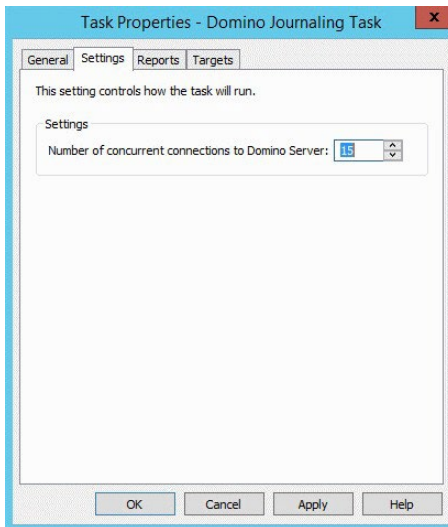 Task Properties - Domino Journaling Task
x
General Settings Reports Targets
This setting controls how the task will run.
Settings
Number of concurrent connections to Domino Server: 15
OK Cancel Apply Help